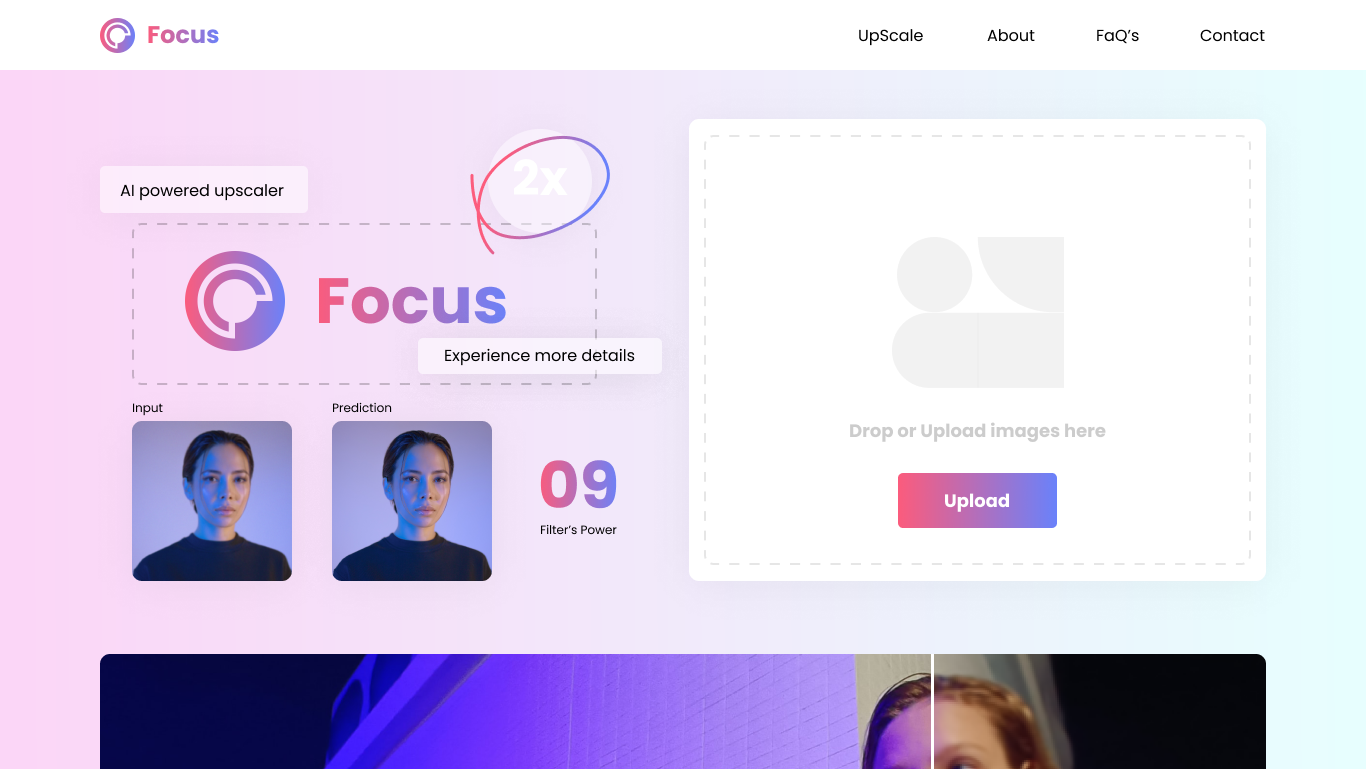 Focus
UpScale
About
FaQ’s
Contact
AI powered upscaler
2x
Focus
Experience more details
Input
Prediction
09
Filter’s Power
Drop or Upload images here
Upload